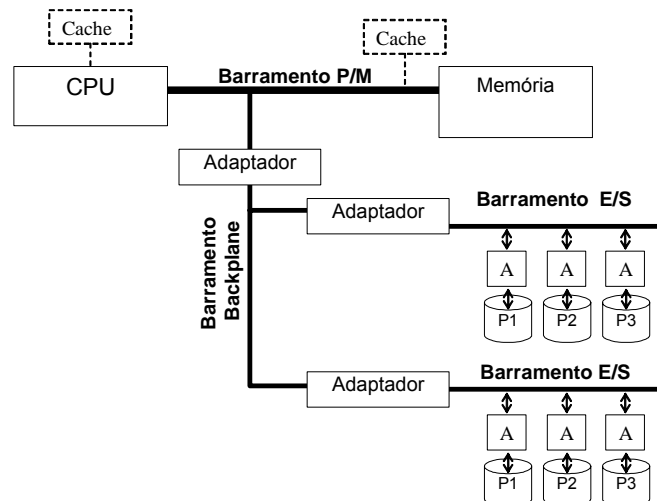 Cache
Cache
Barramento P/M
CPU
Memória
Adaptador
Barramento E/S
Adaptador
Barramento
Backplane
A A A
P1 P2 P3
Barramento E/S
Adaptador
A A A
P1 P2 P3